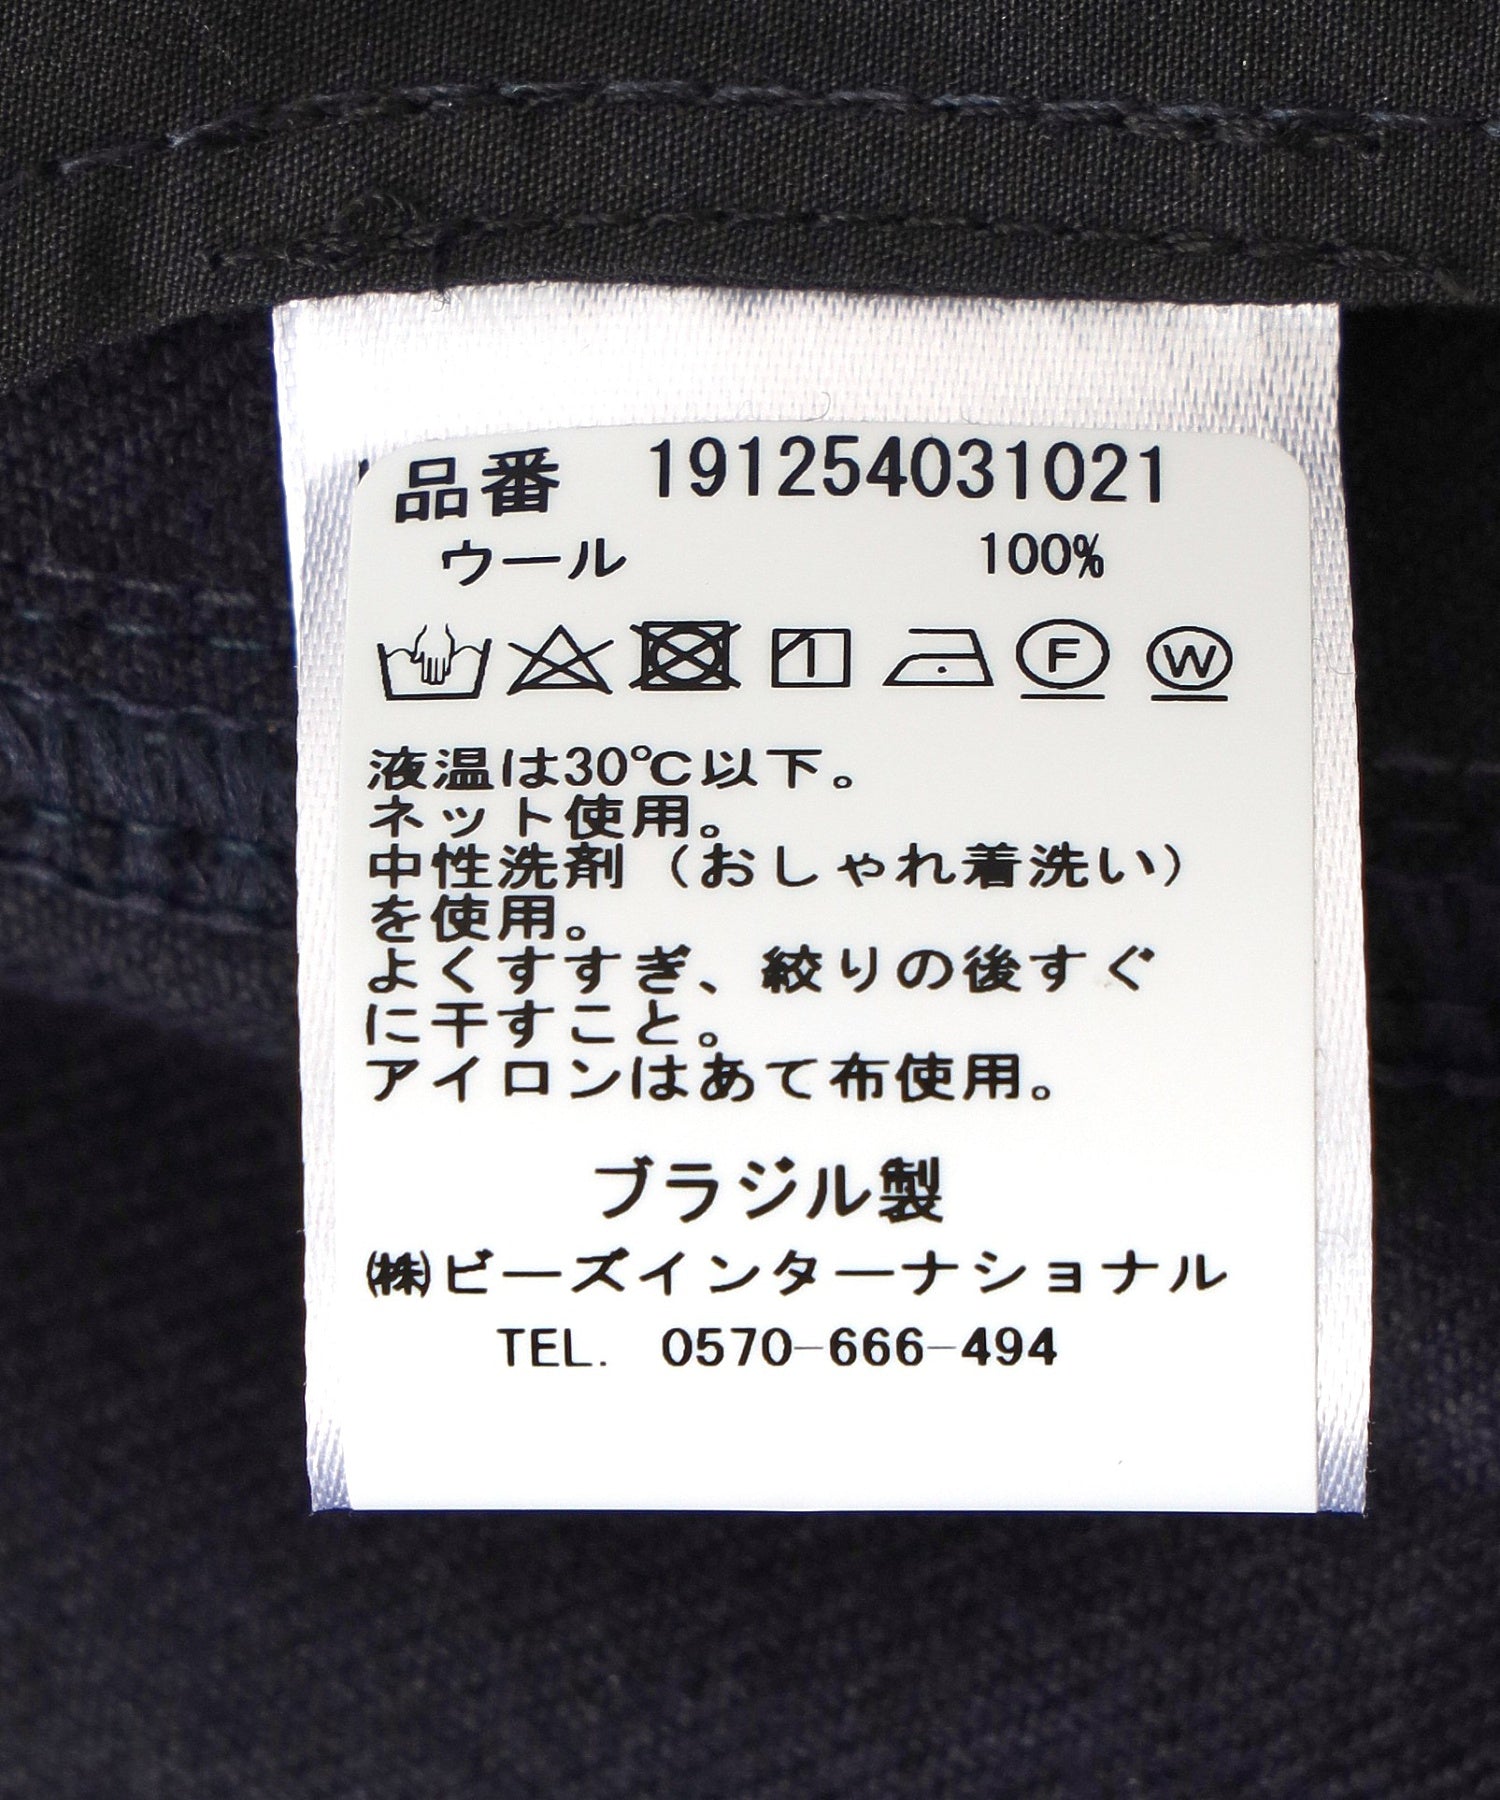 品番 191254031021
ウール 100%
F W
液温は30℃以下。
ネット使用。
中性洗剤（おしゃれ着洗い）
を使用。
よくすすぎ、絞りの後すぐ
に干すこと。
アイロンはあて布使用。
ブラジル製
㈱ビーズインターナショナル
TEL. 0570-666-494